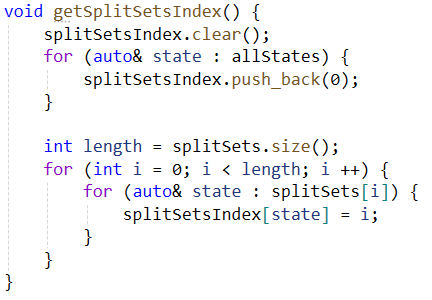 void getSplitSetsIndex() {
    splitSetsIndex.clear();
    for (auto& state : allStates) {
        splitSetsIndex.push_back(0);
    }

    int length = splitSets.size();
    for (int i = 0; i < length; i ++) {
        for (auto& state : splitSets[i]) {
            splitSetsIndex[state] = i;
        }
    }
}